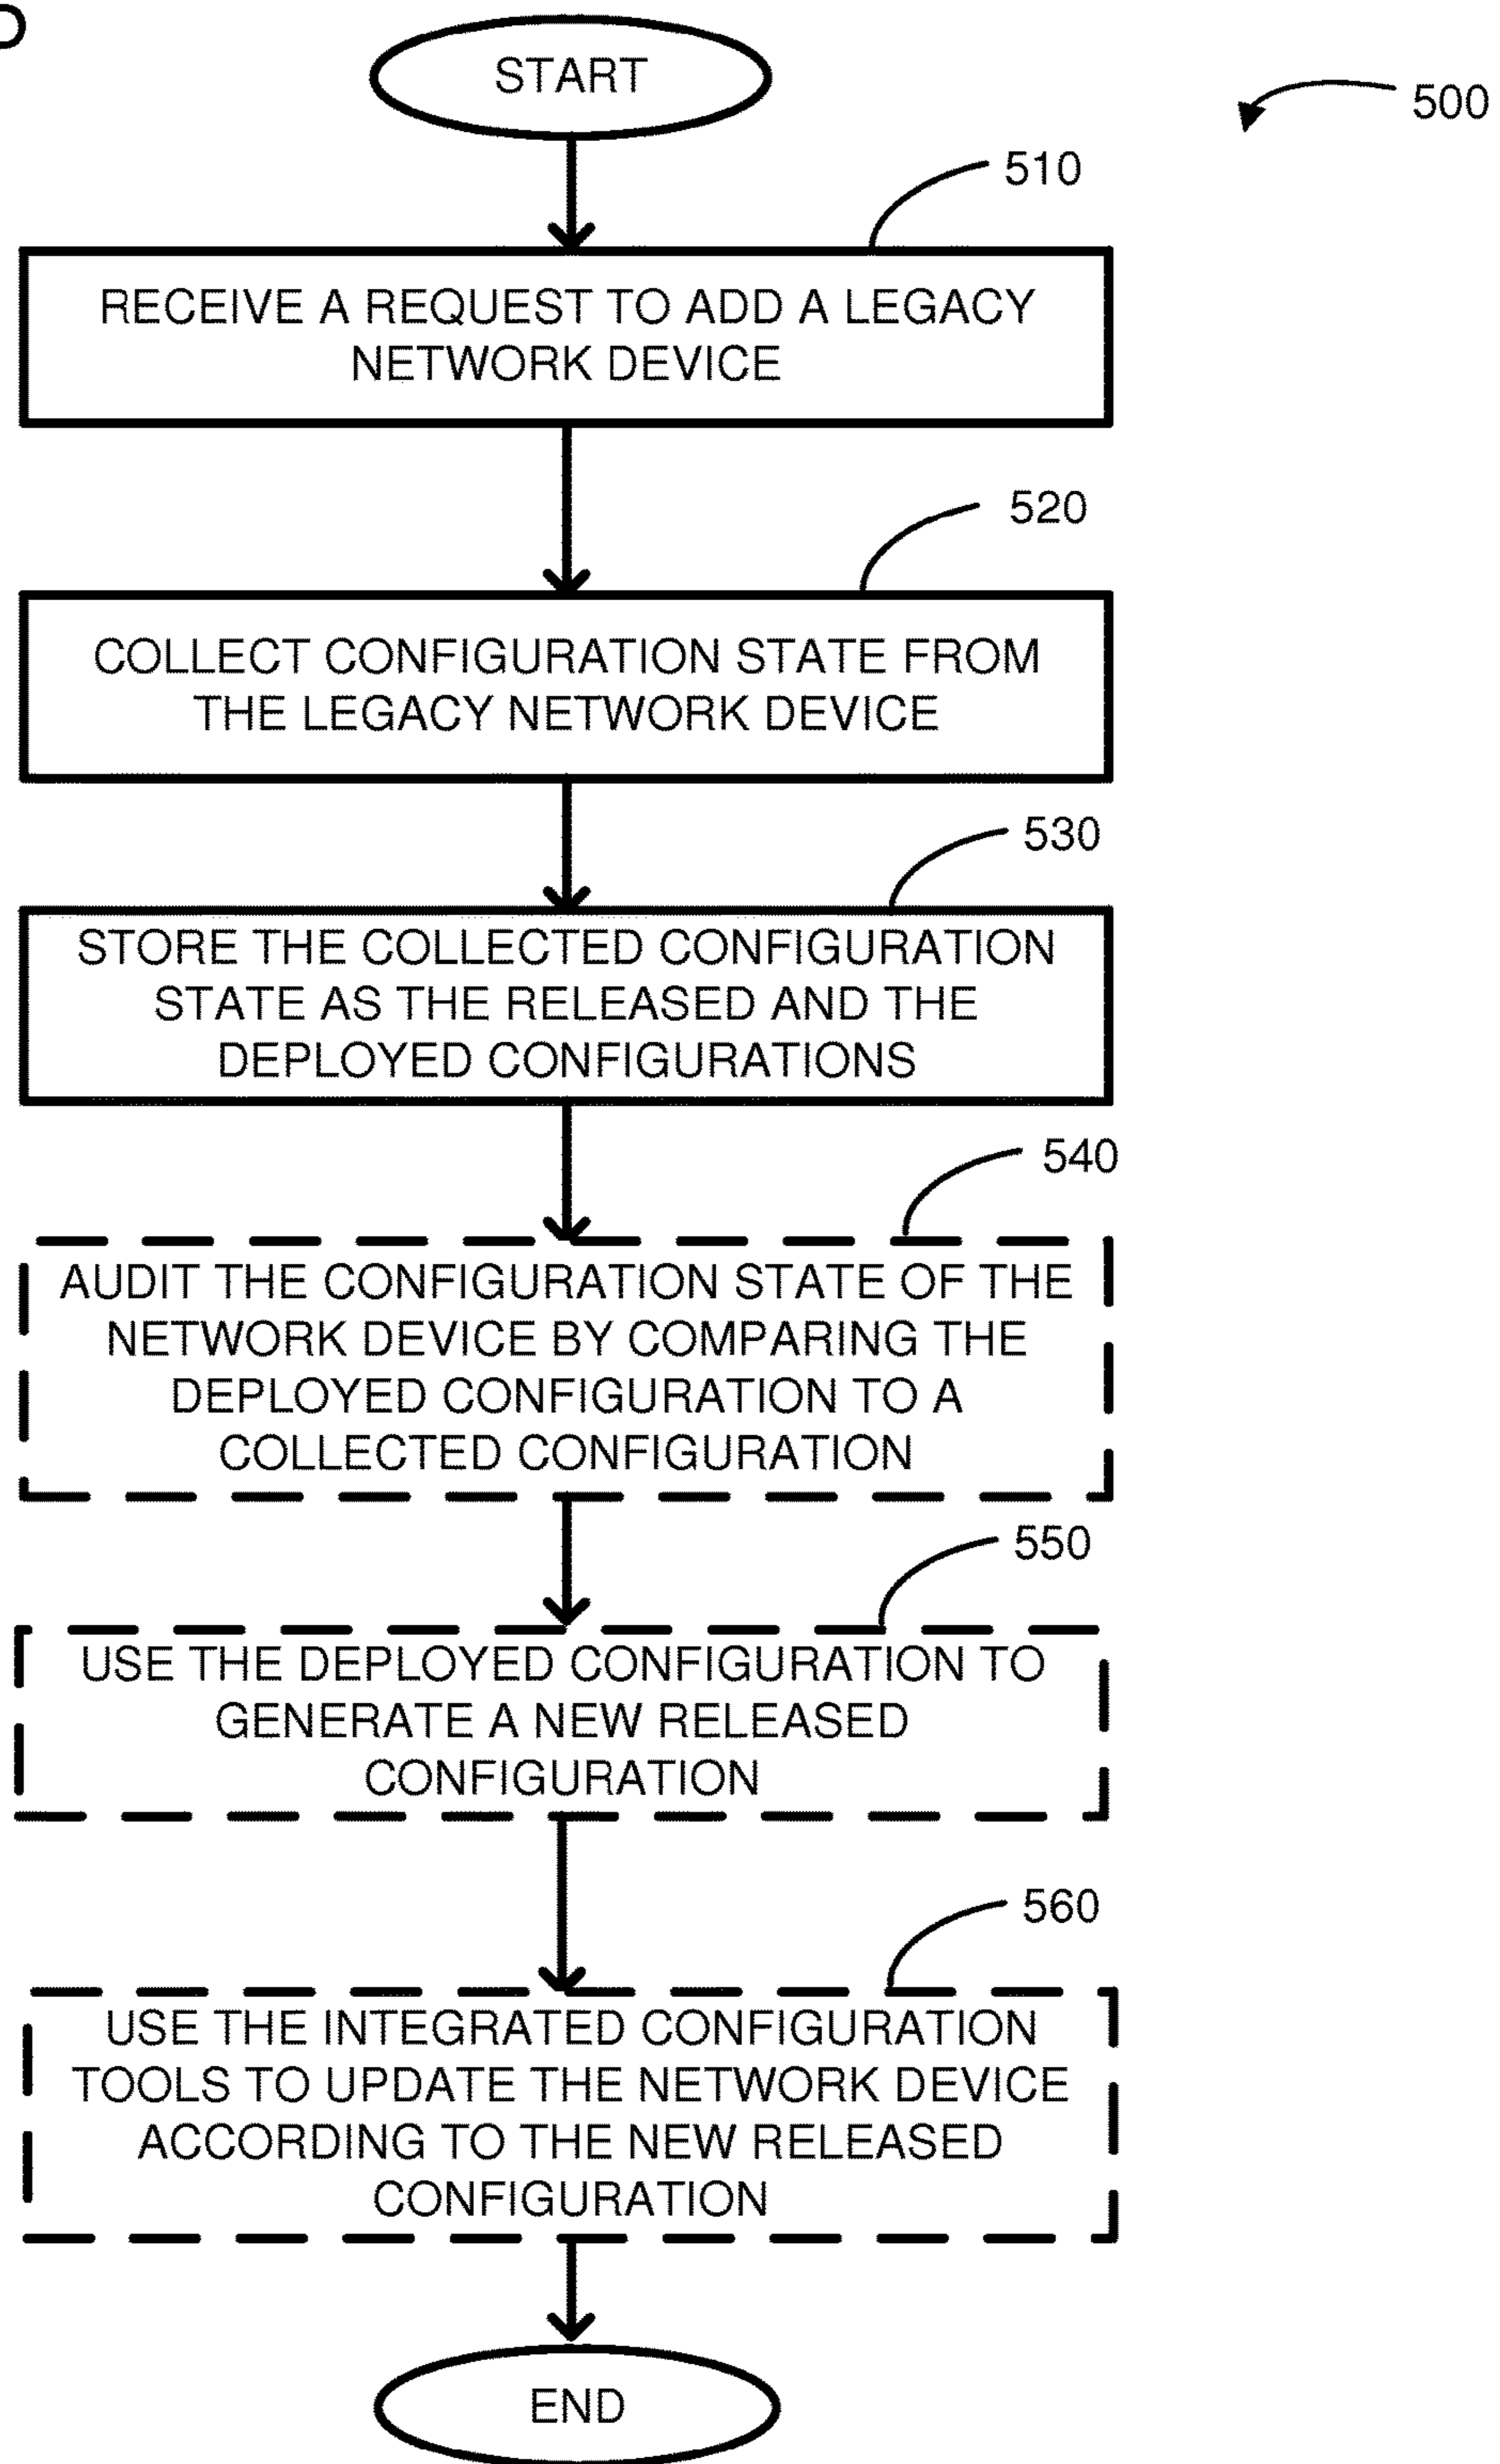 START
500
510
RECEIVE A REQUEST TO ADD A LEGACY
NETWORK DEVICE
520
COLLECT CONFIGURATION STATE FROM
THE LEGACY NETWORK DEVICE
530
STORE THE COLLECTED CONFIGURATION
STATE AS THE RELEASED AND THE
DEPLOYED CONFIGURATIONS
540
AUDIT THE CONFIGURATION STATE OF THE
NETWORK DEVICE BY COMPARING THE
DEPLOYED CONFIGURATION TO A
COLLECTED CONFIGURATION
550
USE THE DEPLOYED CONFIGURATION TO
GENERATE A NEW RELEASED
CONFIGURATION
560
USE THE INTEGRATED CONFIGURATION
TOOLS TO UPDATE THE NETWORK DEVICE
ACCORDING TO THE NEW RELEASED
CONFIGURATION
END